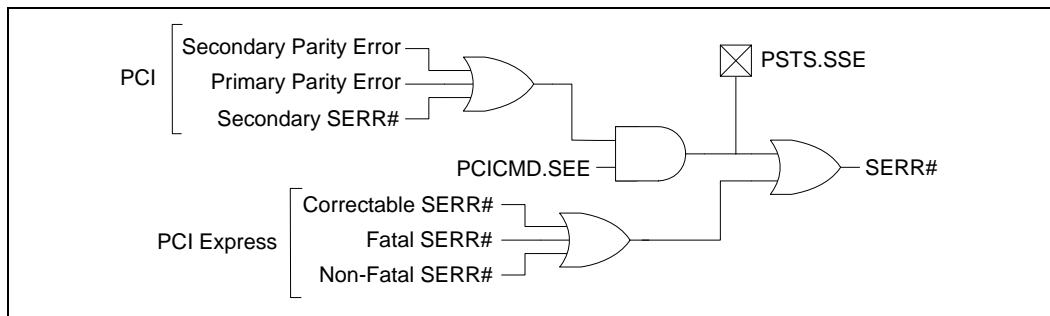 PCI
Secondary Parity Error
Primary Parity Error
Secondary SERR#
PSTS.SSE
PCICMD.SEE
SERR#
PCI Express
Correctable SERR#
Fatal SERR#
Non-Fatal SERR#